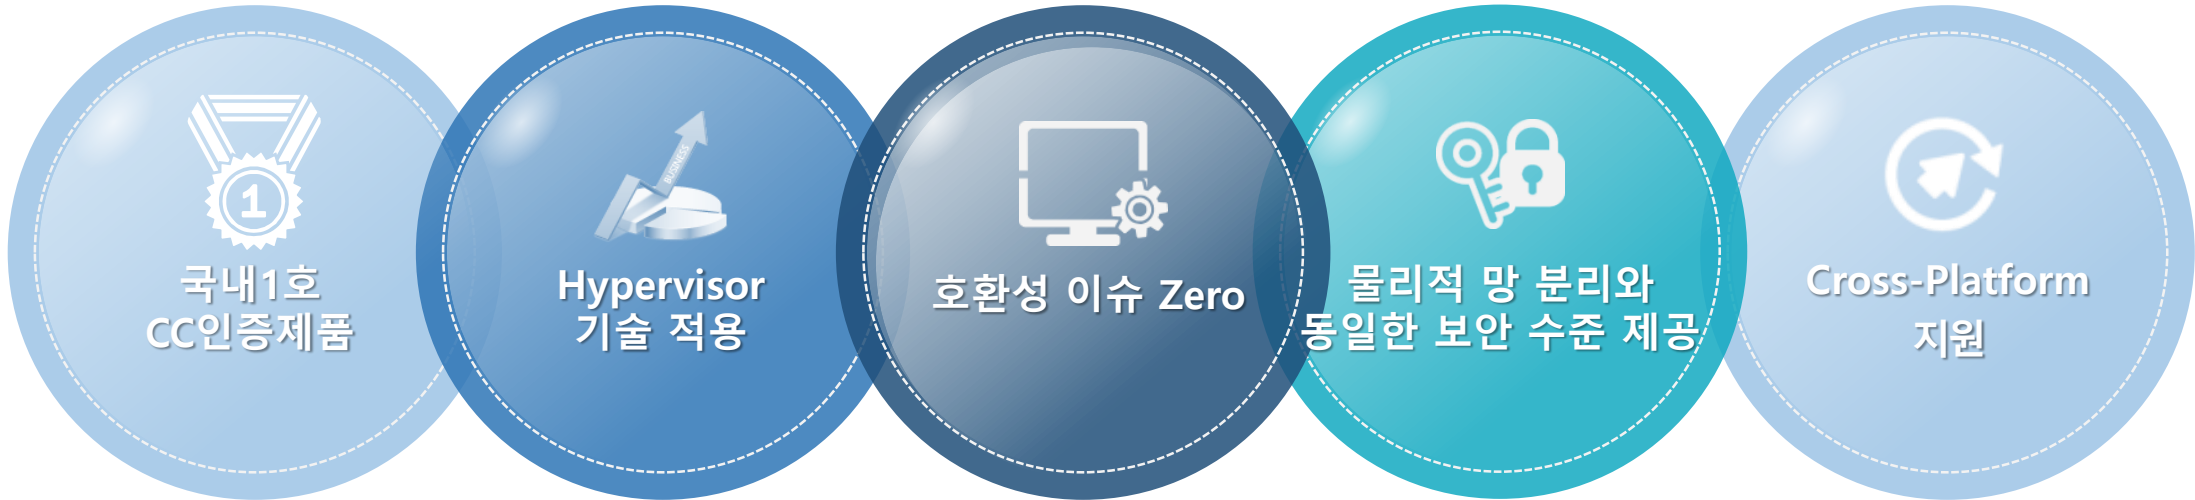 1
국내1호
CC인증제품
BUSINESS
Hypervisor
기술 적용
호환성 이슈 Zero
물리적 망 분리와
동일한 보안 수준 제공
Cross-Platform
지원